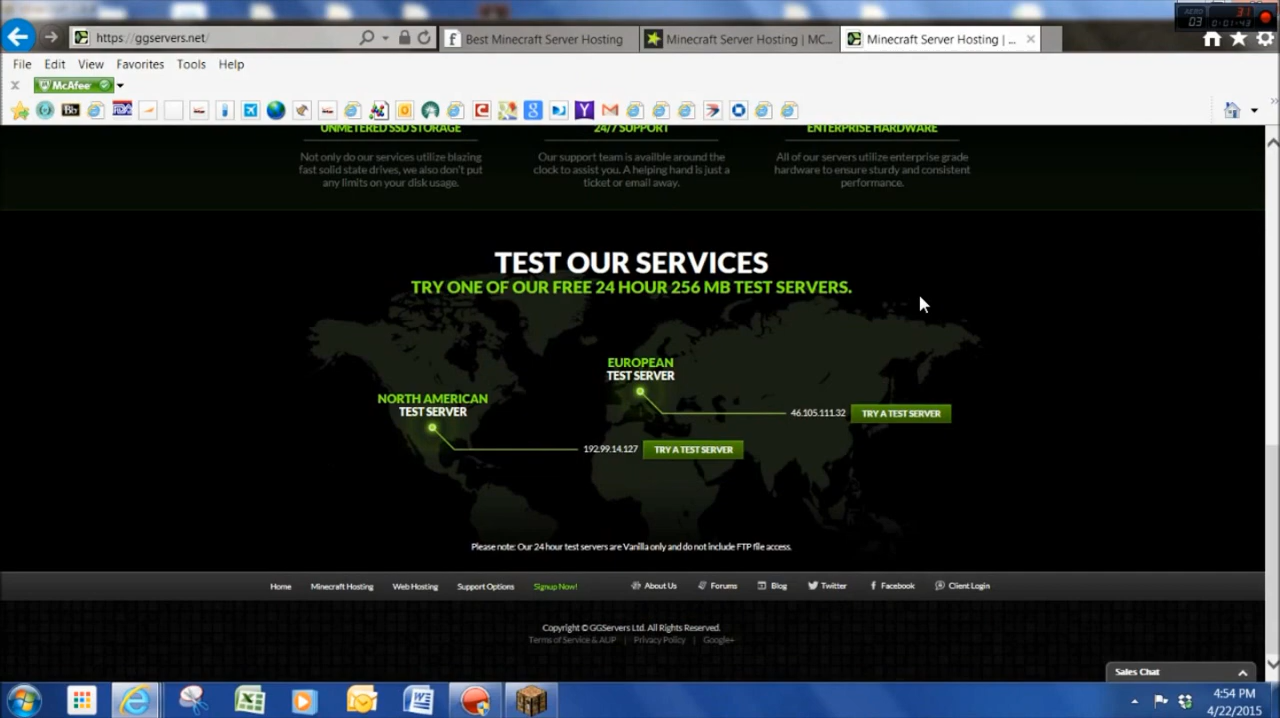 AERO 31
03 0:01:43
https://ggservers.net/
Best Minecraft Server Hosting
Minecraft Server Hosting | MC...
Minecraft Server Hosting | ...
File Edit View Favorites Tools Help
x McAfee
UNMETERED SSD STORAGE
24/7 SUPPORT
ENTERPRISE HARDWARE
Not only do our services utilize blazing
fast solid state drives, we also don't put
any limits on your disk usage.
Our support team is availble around the
clock to assist you. A helping hand is just a
ticket or email away.
All of our servers utilize enterprise grade
hardware to ensure sturdy and consistent
performance.
TEST OUR SERVICES
TRY ONE OF OUR FREE 24 HOUR 256 MB TEST SERVERS.
EUROPEAN
TEST SERVER
46.105.111.32 TRY A TEST SERVER
NORTH AMERICAN
TEST SERVER
192.99.14.127 TRY A TEST SERVER
Please note: Our 24 hour test servers are Vanilla only and do not include FTP file access.
Home Minecraft Hosting Web Hosting Support Options Signup Now! About Us Forums Blog Twitter Facebook Client Login
Copyright © GGServers Ltd. All Rights Reserved.
Terms of Service & AUP | Privacy Policy | Google+
Sales Chat
4:54 PM
4/22/2015